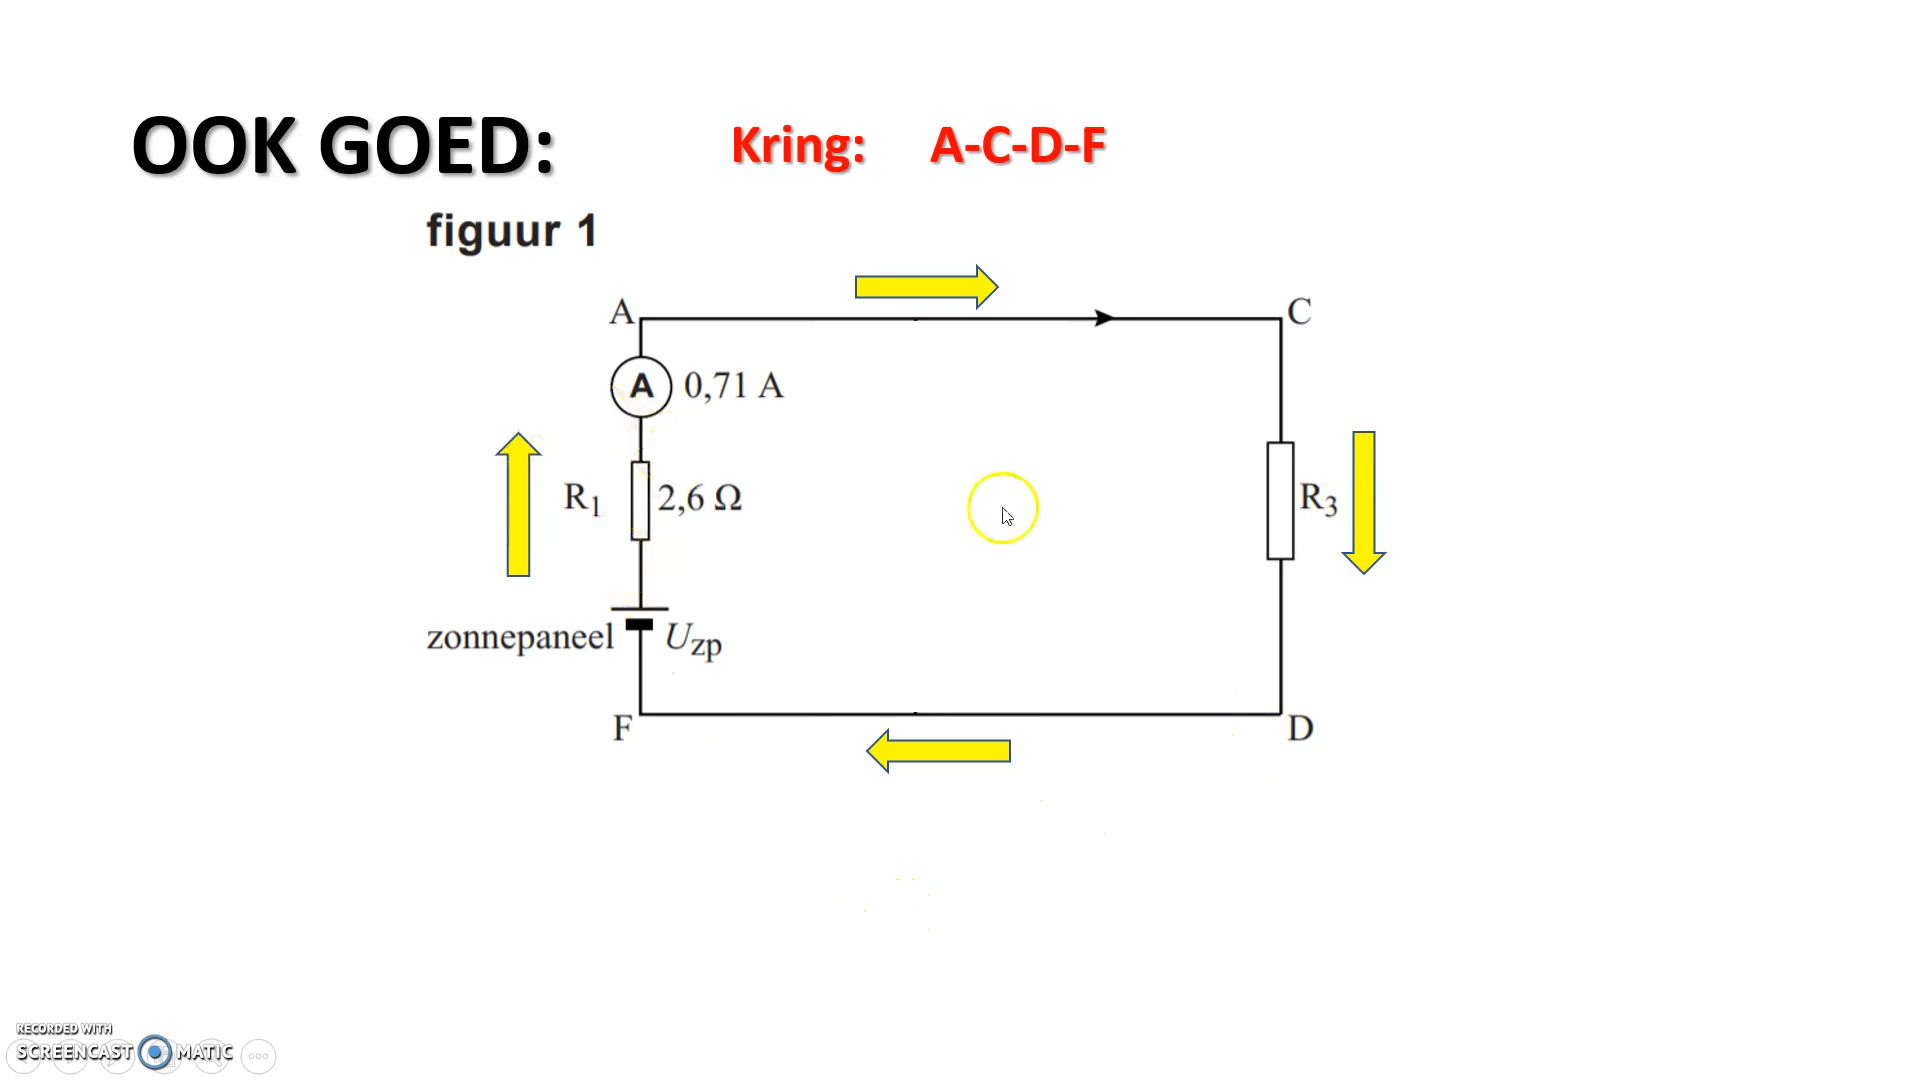 OOK GOED:
Kring: A-C-D-F
figuur 1
A
C
A 0,71 A
R1 2,6 Ω
R3
zonnepaneel Uzp
F
D
RECORDED WITH
SCREENCAST MATIC